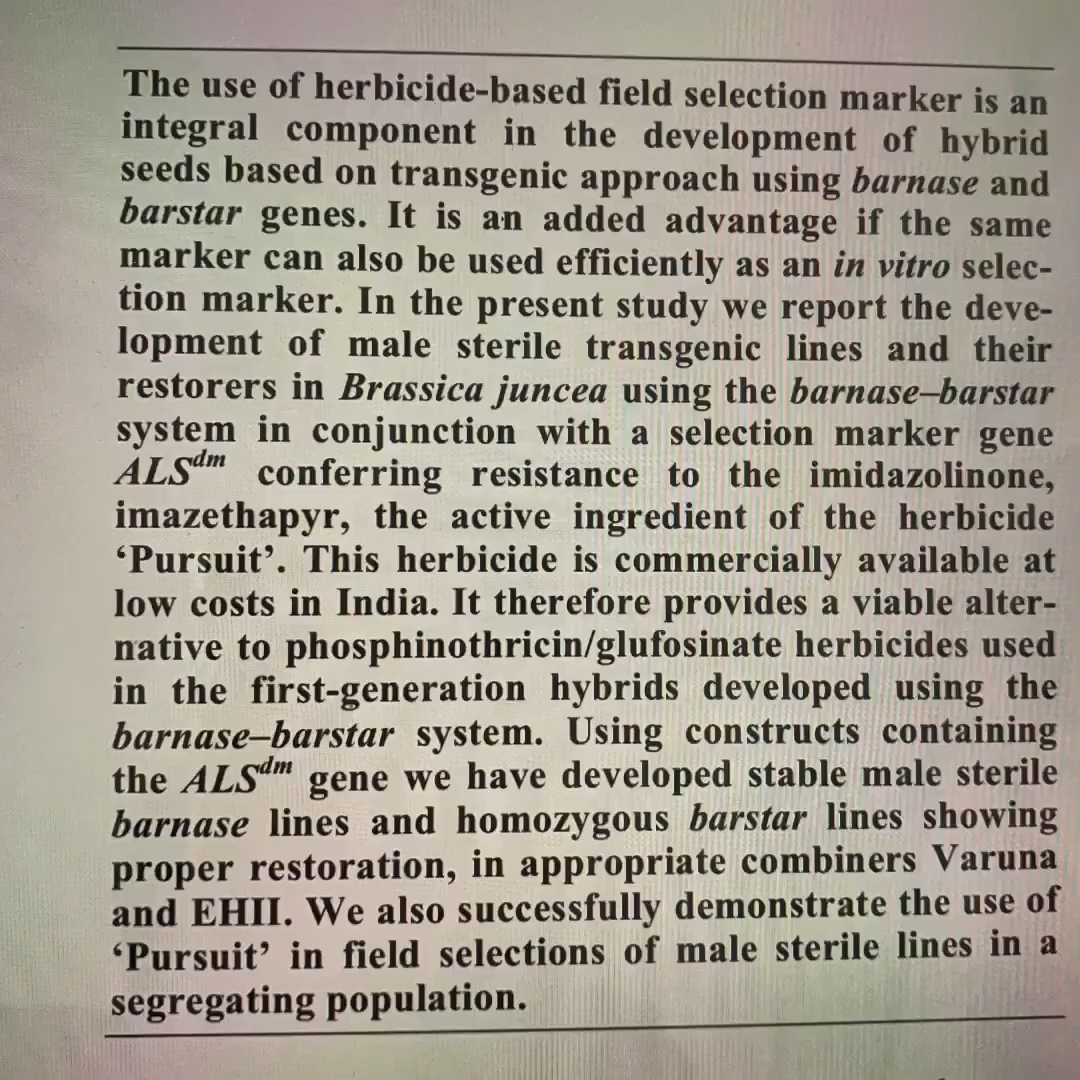 The use of herbicide-based field selection marker is an
integral component in the development of hybrid
seeds based on transgenic approach using barnase and
barstar genes. It is an added advantage if the same
marker can also be used efficiently as an in vitro selec-
tion marker. In the present study we report the deve-
lopment of male sterile transgenic lines and their
restorers in Brassica juncea using the barnase–barstar
system in conjunction with a selection marker gene
ALSdm conferring resistance to the imidazolinone,
imazethapyr, the active ingredient of the herbicide
‘Pursuit’. This herbicide is commercially available at
low costs in India. It therefore provides a viable alter-
native to phosphinothricin/glufosinate herbicides used
in the first-generation hybrids developed using the
barnase–barstar system. Using constructs containing
the ALSdm gene we have developed stable male sterile
barnase lines and homozygous barstar lines showing
proper restoration, in appropriate combiners Varuna
and EHII. We also successfully demonstrate the use of
‘Pursuit’ in field selections of male sterile lines in a
segregating population.